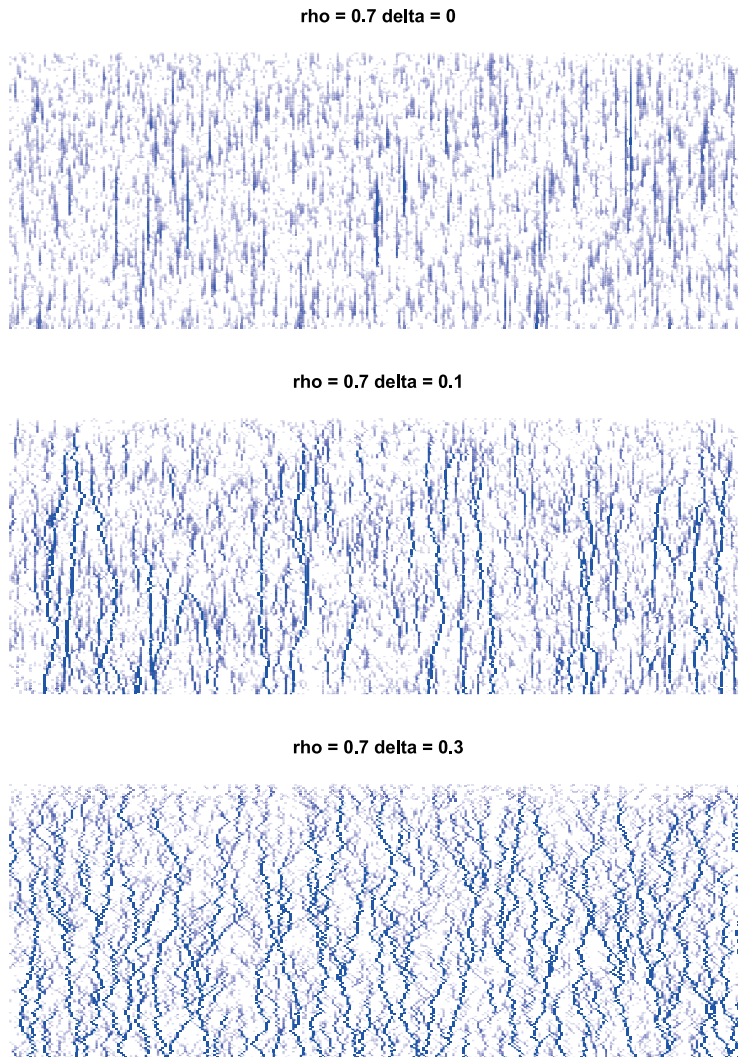 rho = 0.7 delta = 0
rho = 0.7 delta = 0.1
rho = 0.7 delta = 0.3